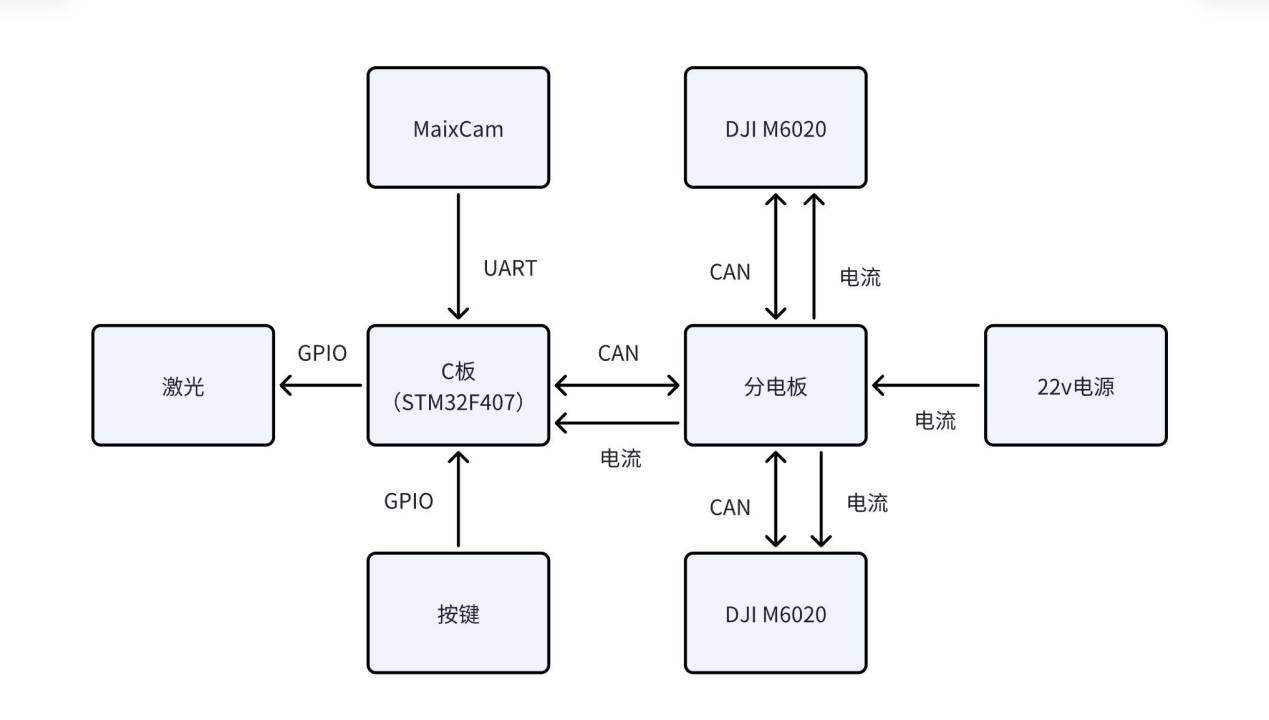 MaixCam
DJI M6020
UART
CAN
电流
激光
GPIO
C板
（STM32F407）
CAN
电流
分电板
电流
22v电源
GPIO
CAN
电流
按键
DJI M6020